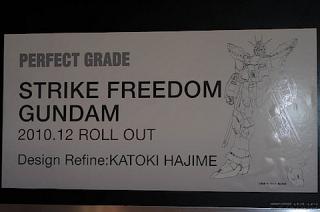 PERFECT GRADE
STRIKE FREEDOM
GUNDAM
2010.12 ROLL OUT
Design Refine:KATOKI HAJIME